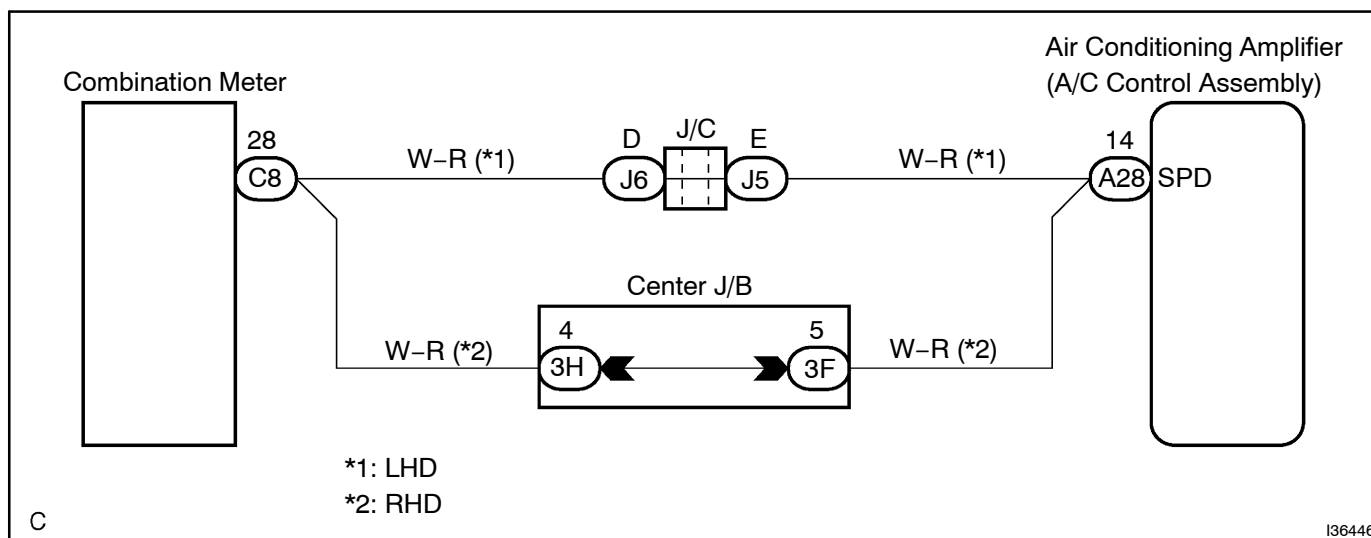 Air Conditioning Amplifier
(A/C Control Assembly)
Combination Meter
28
C8
W−R (*1)
D
J/C
E
J6
J5
W−R (*1)
14
A28
SPD
Center J/B
4
5
W−R (*2)
3H
3F
W−R (*2)
*1: LHD
*2: RHD
C
I36446